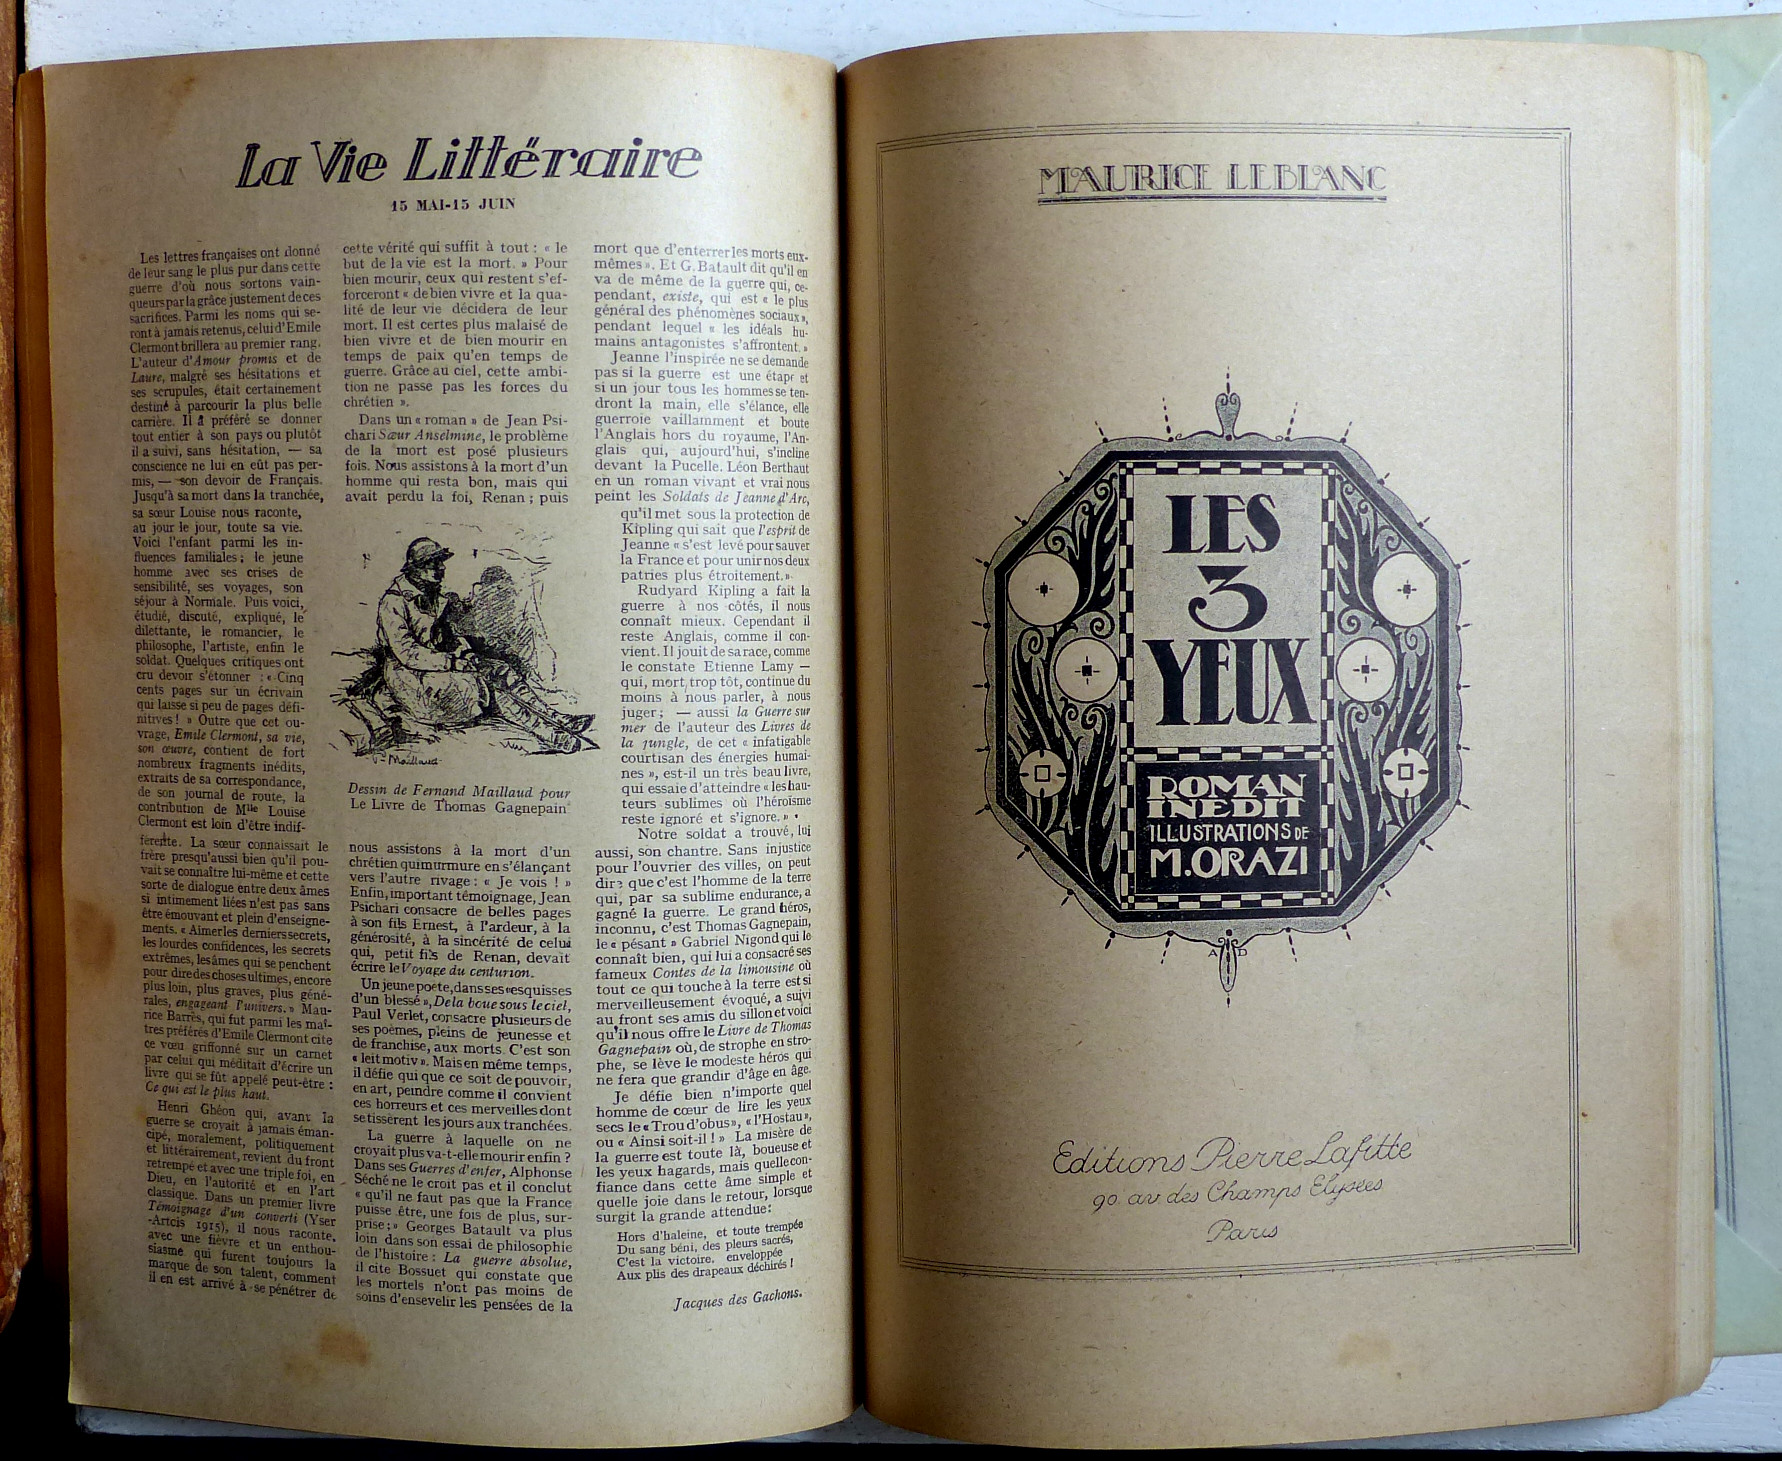 La Vie Littéraire
15 MAI-15 JUIN
Les lettres françaises ont donné
de leur sang le plus pur dans cette
guerre d'où nous sortons vain-
queurs par la grâce justement de ces
sacrifices. Parmi les noms qui se-
ront à jamais retenus, celui d'Emile
Clermont brillera au premier rang.
L'auteur d'Amour promis et de
Laure, malgré ses hésitations et
ses scrupules, était certainement
destiné à parcourir la plus belle
carrière. Il a préféré se donner
tout entier à son pays ou plutôt
il a suivi, sans hésitation, — sa
conscience ne lui en eût pas per-
mis, — son devoir de Français.
Jusqu'à sa mort dans la tranchée,
sa sœur Louise nous raconte,
au jour le jour, toute sa vie.
Voici l'enfant parmi les in-
fluences familiales ; le jeune
homme avec ses crises de
sensibilité, ses voyages, son
séjour à Normale. Puis voici,
étudié, discuté, expliqué, le
dilettante, le romancier, le
philosophe, l'artiste, enfin le
soldat. Quelques critiques ont
cru devoir s'étonner : « Cinq
cents pages sur un écrivain
qui laisse si peu de pages défi-
nitives ! » Outre que cet ou-
vrage, Emile Clermont, sa vie,
son œuvre, contient de fort
nombreux fragments inédits,
extraits de sa correspondance,
de son journal de route, la
contribution de Mlle Louise
Clermont est loin d'être indif-
férente. La sœur connaissait le
frère presqu'aussi bien qu'il pou-
vait se connaître lui-même et cette
sorte de dialogue entre deux âmes
si intimement liées n'est pas sans
être émouvant et plein d'enseigne-
ments. « Aimer les derniers secrets,
les lourdes confidences, les secrets
extrêmes, les âmes qui se penchent
pour dire des choses ultimes, encore
plus loin, plus graves, plus géné-
rales, engageant l'univers. » Mau-
rice Barrès, qui fut parmi les maî-
tres préférés d'Emile Clermont cite
ce vœu griffonné sur un carnet
par celui qui méditait d'écrire un
livre qui se fût appelé peut-être :
Ce qui est le plus haut.
Henri Ghéon qui, avant la
guerre se croyait à jamais éman-
cipé, moralement, politiquement
et littérairement, revient du front
retrempé et avec une triple foi, en
Dieu, en l'autorité et en l'art
classique. Dans un premier livre
Témoignage d'un converti (Yser
-Artois 1915), il nous raconte,
avec une fièvre et un enthou-
siasme qui furent toujours la
marque de son talent, comment
il en est arrivé à se pénétrer de
cette vérité qui suffit à tout : « le
but de la vie est la mort. » Pour
bien mourir, ceux qui restent s'ef-
forceront « de bien vivre et la qua-
lité de leur vie décidera de leur
mort. Il est certes plus malaisé de
bien vivre et de bien mourir en
temps de paix qu'en temps de
guerre. Grâce au ciel, cette ambi-
tion ne passe pas les forces du
chrétien ».
Dans un « roman » de Jean Psi-
chari Sœur Anselmine, le problème
de la mort est posé plusieurs
fois. Nous assistons à la mort d'un
homme qui resta bon, mais qui
avait perdu la foi, Renan ; puis
Maillaud
Dessin de Fernand Maillaud pour
Le Livre de Thomas Gagnepain
nous assistons à la mort d'un
chrétien qui murmure en s'élançant
vers l'autre rivage : « Je vois ! »
Enfin, important témoignage, Jean
Psichari consacre de belles pages
à son fils Ernest, à l'ardeur, à la
générosité, à la sincérité de celui
qui, petit fils de Renan, devait
écrire le Voyage du centurion.
Un jeune poète, dans ses « esquisses
d'un blessé », De la boue sous le ciel,
Paul Verlet, consacre plusieurs de
ses poèmes, pleins de jeunesse et
de franchise, aux morts. C'est son
« leit motiv ». Mais en même temps,
il défie qui que ce soit de pouvoir,
en art, peindre comme il convient
ces horreurs et ces merveilles dont
se tissèrent les jours aux tranchées.
La guerre à laquelle on ne
croyait plus va-t-elle mourir enfin ?
Dans ses Guerres d'enfer, Alphonse
Séché ne le croit pas et il conclut
« qu'il ne faut pas que la France
puisse être, une fois de plus, sur-
prise ; » Georges Batault va plus
loin dans son essai de philosophie
de l'histoire : La guerre absolue,
il cite Bossuet qui constate que
les mortels n'ont pas moins de
soins d'ensevelir les pensées de la
mort que d'enterrer les morts eux-
mêmes ». Et G. Batault dit qu'il en
va de même de la guerre qui, ce-
pendant, existe, qui est « le plus
général des phénomènes sociaux »,
pendant lequel « les idéals hu-
mains antagonistes s'affrontent. »
Jeanne l'inspirée ne se demande
pas si la guerre est une étape et
si un jour tous les hommes se ten-
dront la main, elle s'élance, elle
guerroie vaillamment et boute
l'Anglais hors du royaume, l'An-
glais qui, aujourd'hui, s'incline
devant la Pucelle. Léon Berthaut
en un roman vivant et vrai nous
peint les Soldats de Jeanne d'Arc,
qu'il met sous la protection de
Kipling qui sait que l'esprit de
Jeanne « s'est levé pour sauver
la France et pour unir nos deux
patries plus étroitement. »
Rudyard Kipling a fait la
guerre à nos côtés, il nous
connaît mieux. Cependant il
reste Anglais, comme il con-
vient. Il jouit de sa race, comme
le constate Etienne Lamy —
qui, mort trop tôt, continue du
moins à nous parler, à nous
juger ; — aussi la Guerre sur
mer de l'auteur des Livres de
la jungle, de cet « infatigable
courtisan des énergies humai-
nes », est-il un très beau livre,
qui essaie d'atteindre « les hau-
teurs sublimes où l'héroïsme
reste ignoré et s'ignore. »
Notre soldat a trouvé, lui
aussi, son chantre. Sans injustice
pour l'ouvrier des villes, on peut
dire que c'est l'homme de la terre
qui, par sa sublime endurance, a
gagné la guerre. Le grand héros,
inconnu, c'est Thomas Gagnepain,
le « pésant » Gabriel Nigond qui le
connaît bien, qui lui a consacré ses
fameux Contes de la limousine où
tout ce qui touche à la terre est si
merveilleusement évoqué, a suivi
au front ses amis du sillon et voici
qu'il nous offre le Livre de Thomas
Gagnepain où, de strophe en stro-
phe, se lève le modeste héros qui
ne fera que grandir d'âge en âge.
Je défie bien n'importe quel
homme de cœur de lire les yeux
secs le « Trou d'obus », « l'Hostau »,
ou « Ainsi soit-il ! » La misère de
la guerre est toute là, boueuse et
les yeux hagards, mais quelle con-
fiance dans cette âme simple et
quelle joie dans le retour, lorsque
surgit la grande attendue :
Hors d'haleine, et toute trempée
Du sang béni, des pleurs sacrés,
C'est la victoire, enveloppée
Aux plis des drapeaux déchirés !
Jacques des Gachons.
MAURICE LEBLANC
LES
3
YEUX
ROMAN
INEDIT
ILLUSTRATIONS DE
M. ORAZI
A D
Editions Pierre Lafitte
90 av des Champs Elysées
Paris